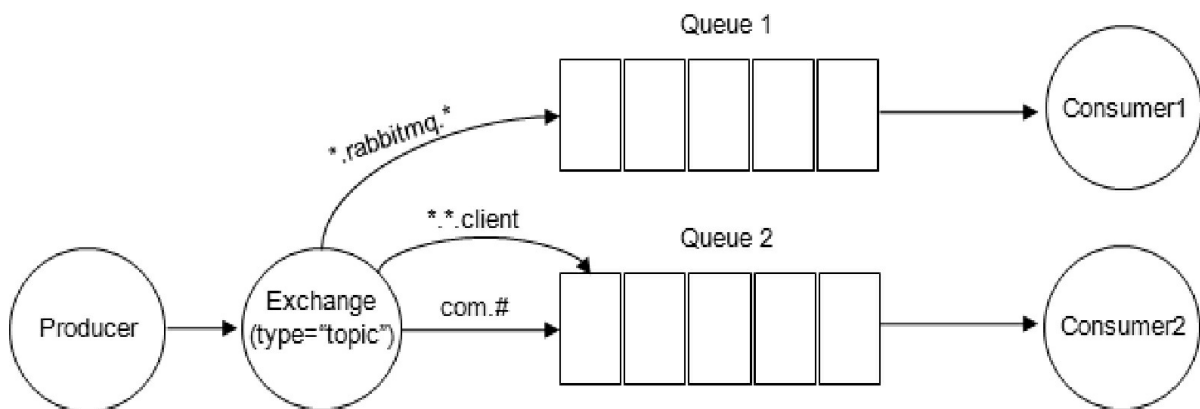 Queue 1
*.rabbitmq.*
Consumer1
*.*.client
Queue 2
Producer
Exchange
(type=“topic”)
com.#
Consumer2